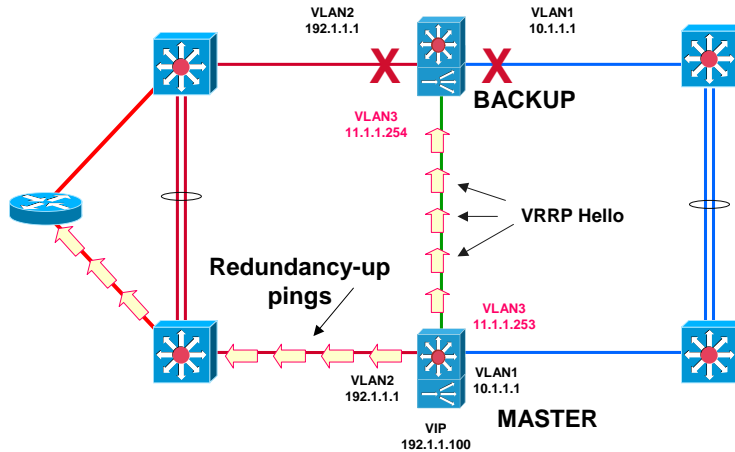 VLAN2
192.1.1.1
VLAN1
10.1.1.1
BACKUP
VLAN3
11.1.1.254
VRRP Hello
Redundancy-up
pings
VLAN3
11.1.1.253
VLAN2
192.1.1.1
VLAN1
10.1.1.1
MASTER
VIP
192.1.1.100